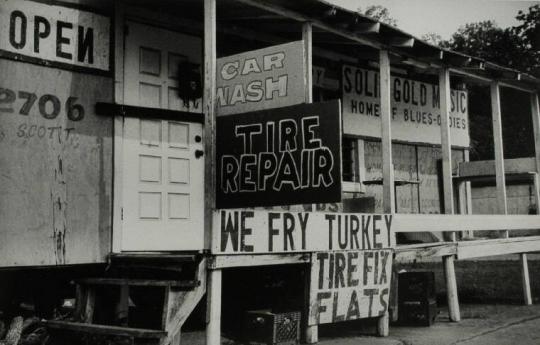 OPEN
2706
SCOTT
CAR
WASH
TIRE
REPAIR
SOLID GOLD MUSIC
HOME OF BLUES-OLDIES
WE FRY TURKEY
TIRE FIX
FLATS